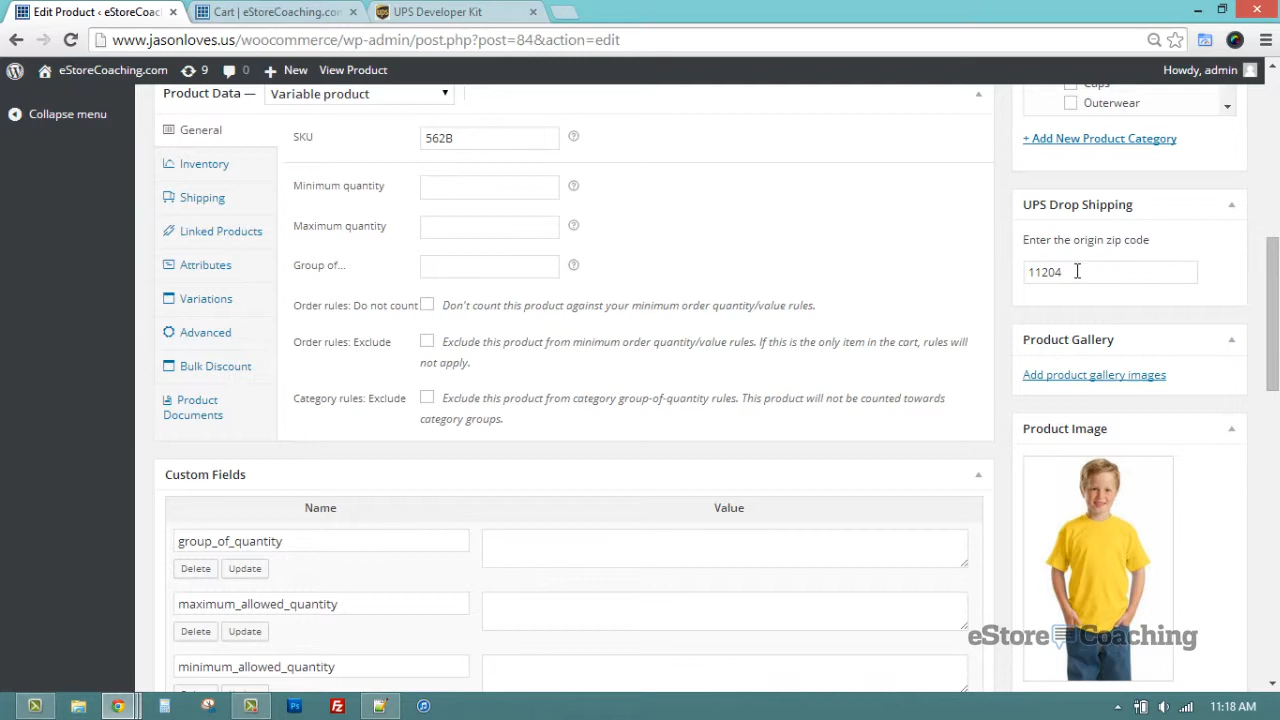 Edit Product ‹ eStoreCoac
Cart | eStoreCoaching.com
UPS Developer Kit
www.jasonloves.us/woocommerce/wp-admin/post.php?post=84&action=edit
eStoreCoaching.com
9
0
New
View Product
Howdy, admin
Collapse menu
Product Data —
Variable product
General
Inventory
Shipping
Linked Products
Attributes
Variations
Advanced
Bulk Discount
Product
Documents
SKU
562B
Minimum quantity
Maximum quantity
Group of...
Order rules: Do not count
Don't count this product against your minimum order quantity/value rules.
Order rules: Exclude
Exclude this product from minimum order quantity/value rules. If this is the only item in the cart, rules will
not apply.
Category rules: Exclude
Exclude this product from category group-of-quantity rules. This product will not be counted towards
category groups.
Custom Fields
Name
Value
group_of_quantity
Delete
Update
maximum_allowed_quantity
Delete
Update
minimum_allowed_quantity
Caps
Outerwear
+ Add New Product Category
UPS Drop Shipping
Enter the origin zip code
11204
Product Gallery
Add product gallery images
Product Image
eStore Coaching
11:18 AM